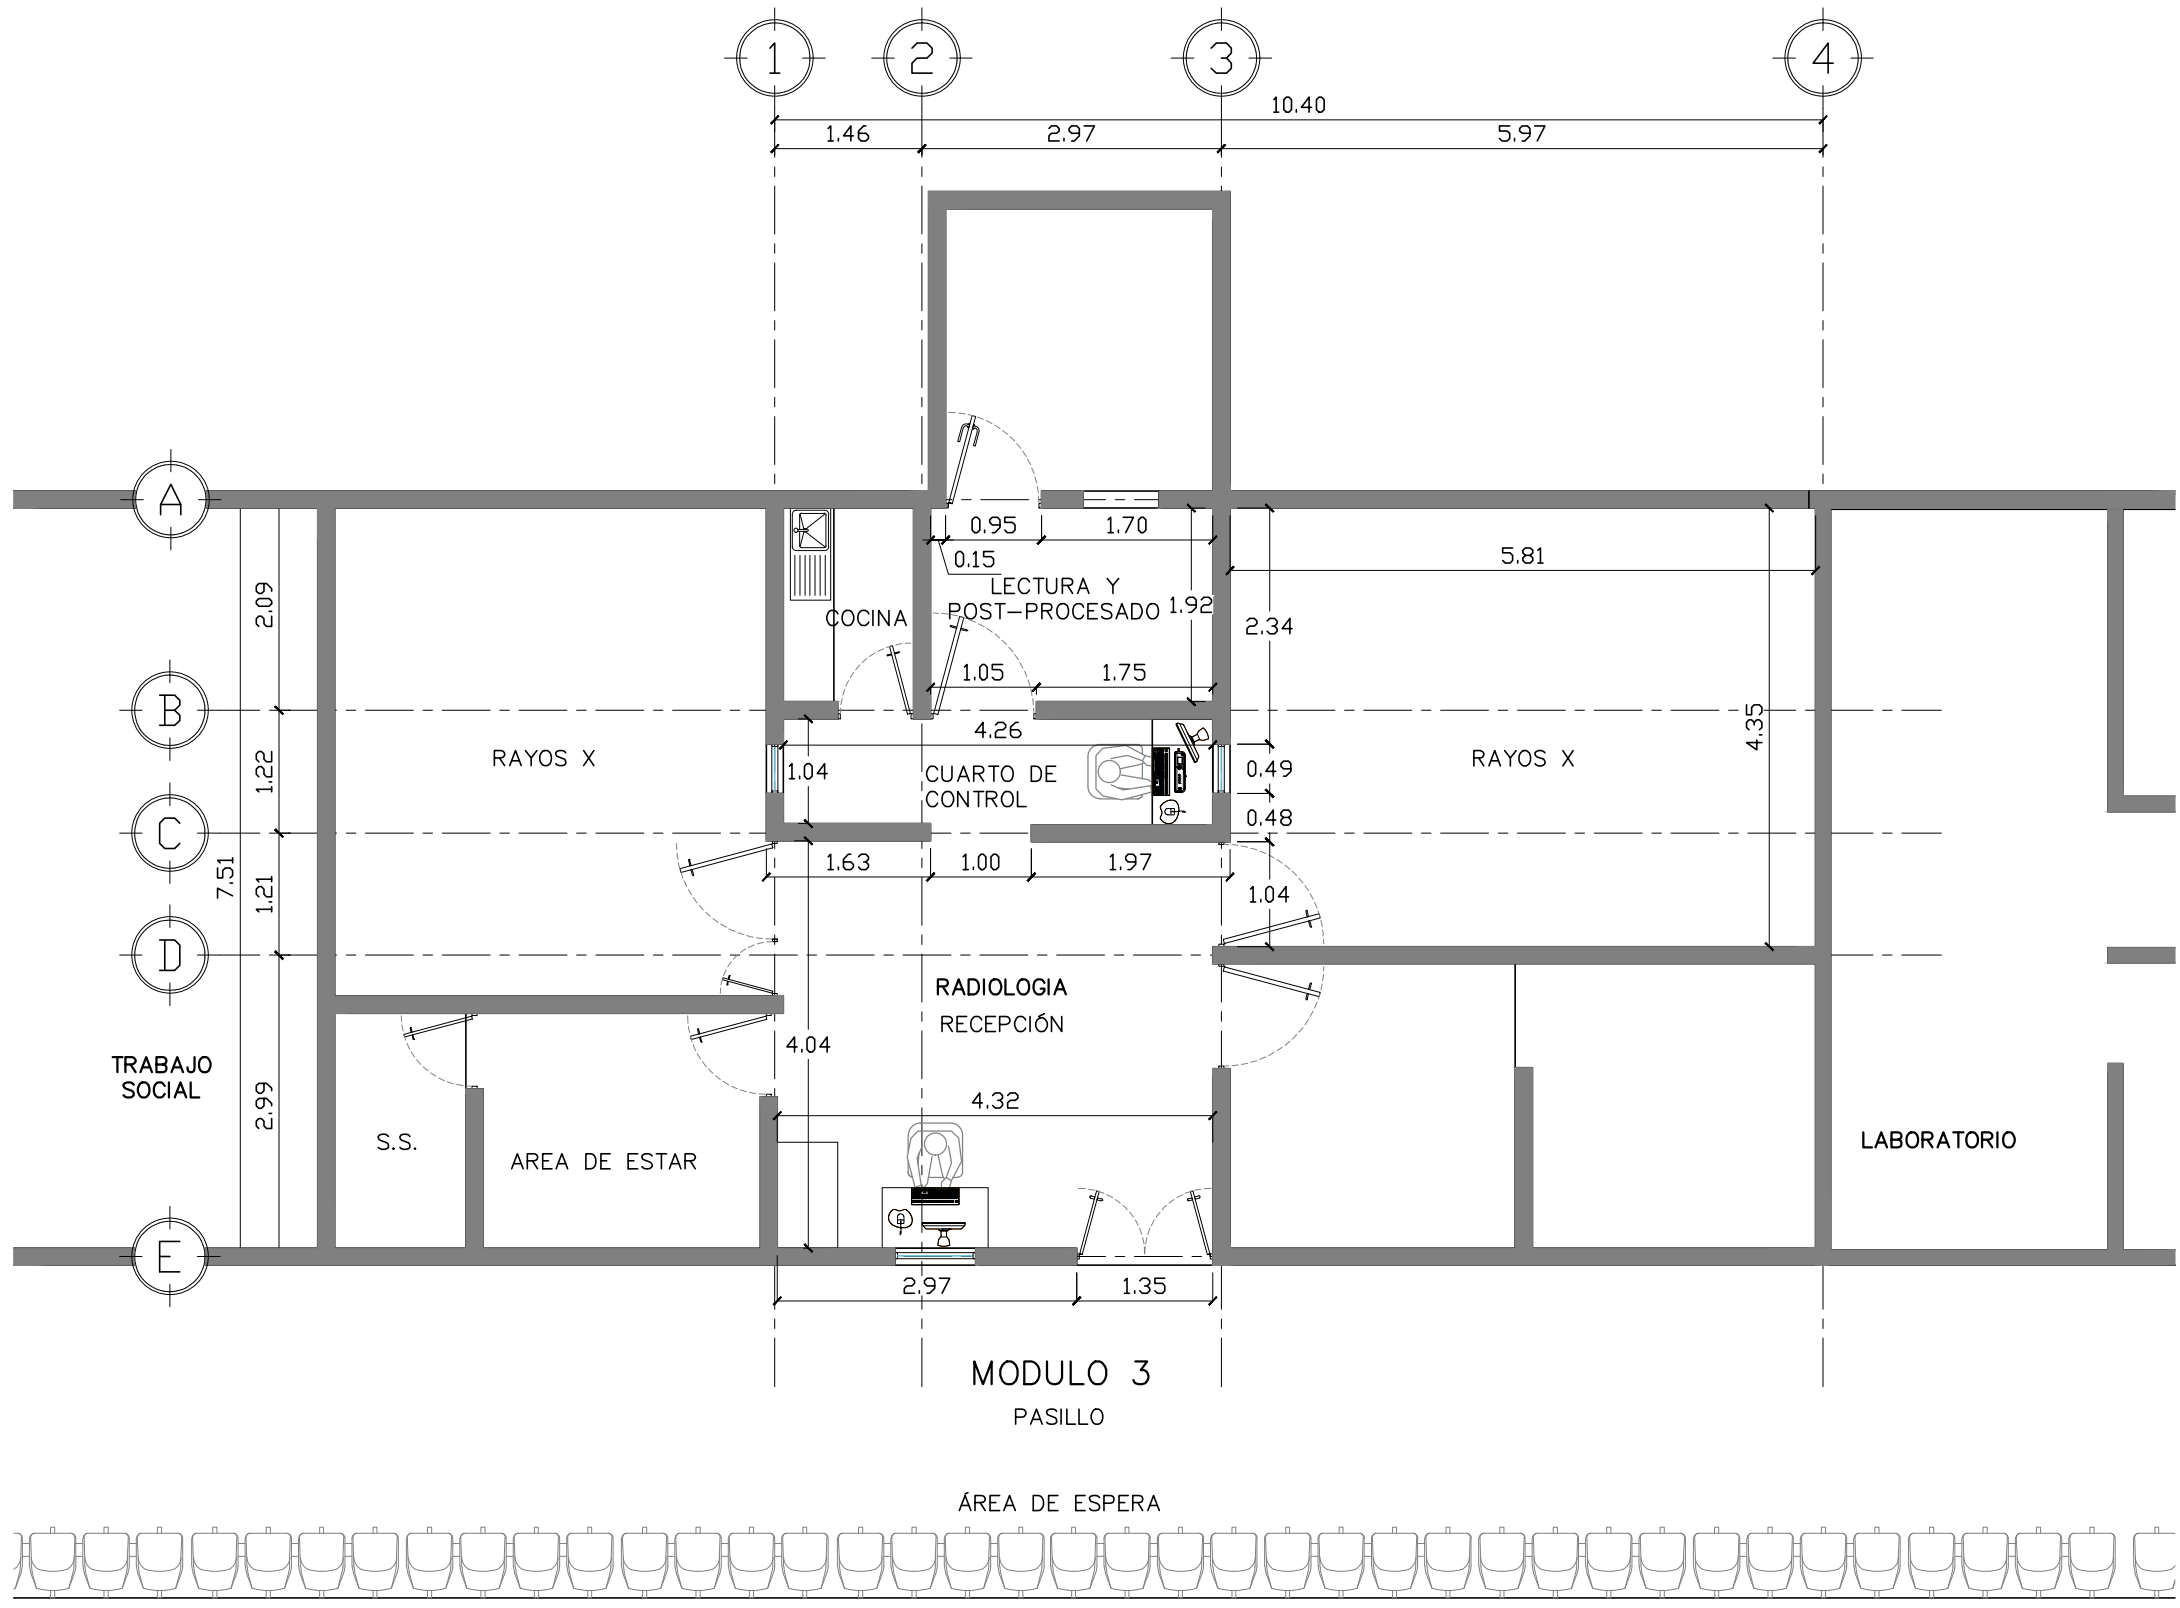 1
2
3
4
10.40
1.46
2.97
5.97
A
0.95
1.70
0.15
5.81
LECTURA Y
POST-PROCESADO
1.92
2.09
COCINA
2.34
1.05
1.75
B
4.26
4.35
RAYOS X
1.22
1.04
CUARTO DE
CONTROL
0.49
RAYOS X
0.48
C
7.51
1.63
1.00
1.97
1.21
1.04
D
RADIOLOGIA
RECEPCIÓN
4.04
TRABAJO
SOCIAL
2.99
4.32
S.S.
AREA DE ESTAR
LABORATORIO
E
2.97
1.35
MODULO 3
PASILLO
ÁREA DE ESPERA